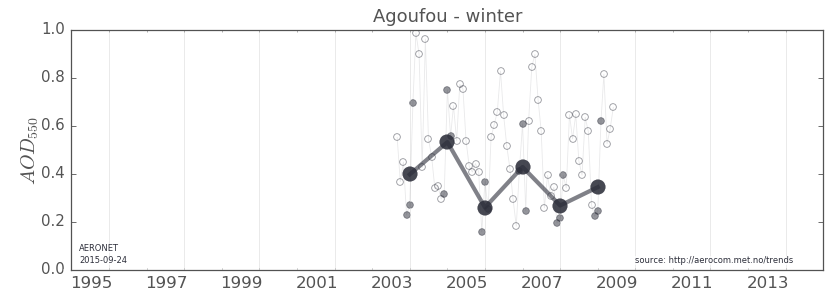 Agoufou - winter
1.0
0.8
0.6
0.4
0.2
0.0
AOD550
AERONET
2015-09-24
source: http://aerocom.met.no/trends
1995 1997 1999 2001 2003 2005 2007 2009 2011 2013